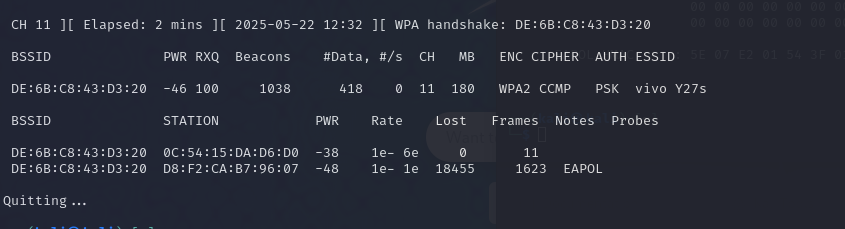 CH 11 ][ Elapsed: 2 mins ][ 2025-05-22 12:32 ][ WPA handshake: DE:6B:C8:43:D3:20
BSSID PWR RXQ Beacons #Data, #/s CH MB ENC CIPHER AUTH ESSID
DE:6B:C8:43:D3:20 -46 100 1038 418 0 11 180 WPA2 CCMP PSK vivo Y27s
BSSID STATION PWR Rate Lost Frames Notes Probes
DE:6B:C8:43:D3:20 0C:54:15:DA:D6:D0 -38 1e- 6e 0 11
DE:6B:C8:43:D3:20 D8:F2:CA:B7:96:07 -48 1e- 1e 18455 1623 EAPOL
Quitting...